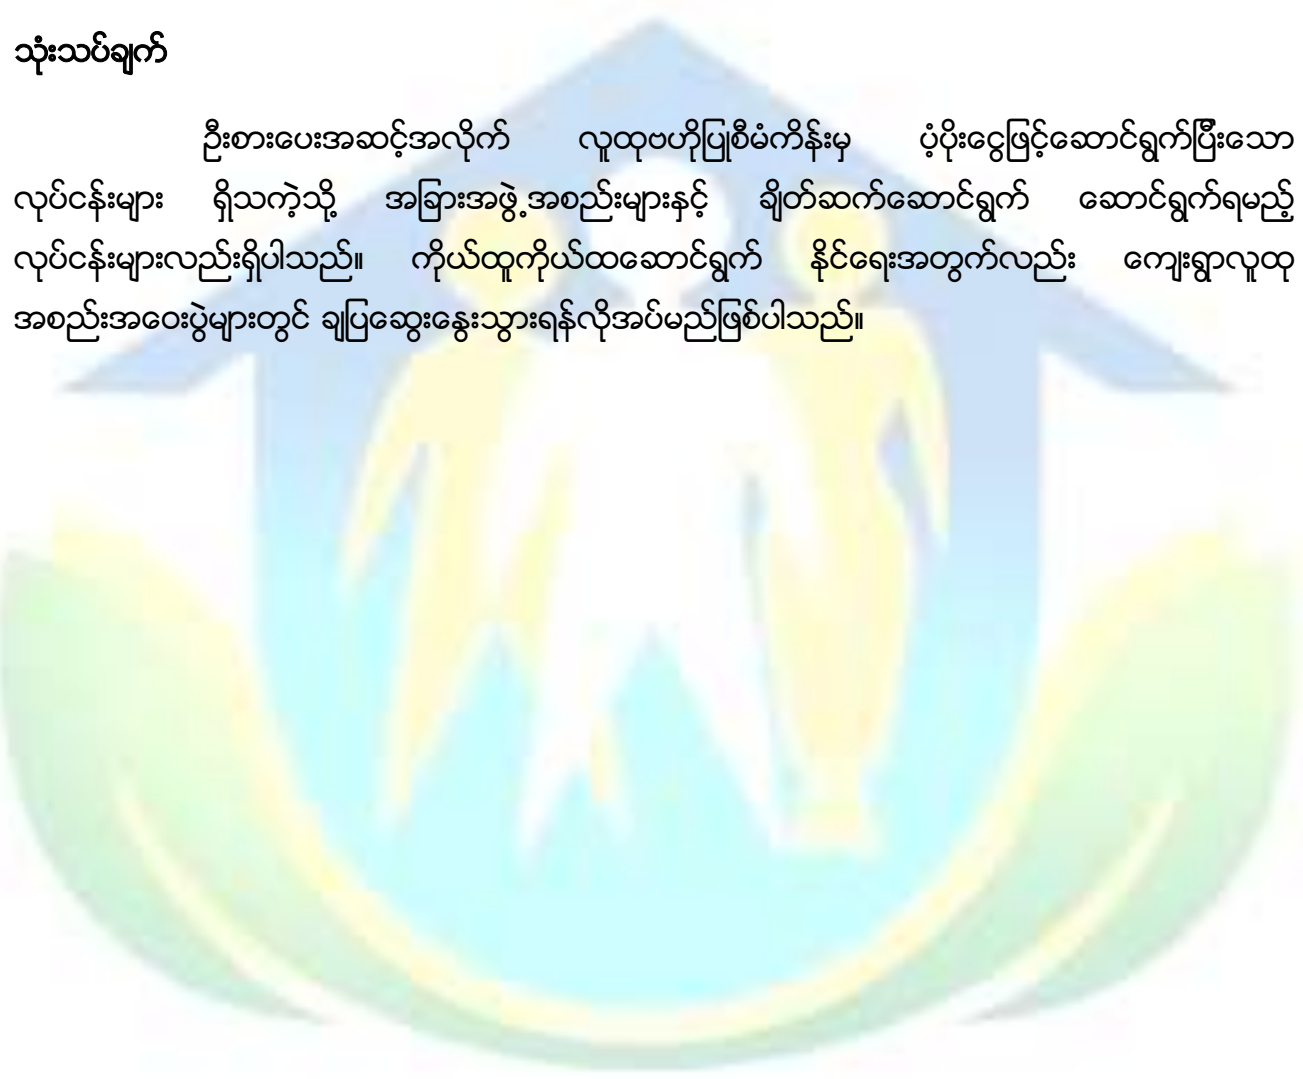 သုံးသပ်ချက်
ဦးစားပေးအဆင့်အလိုက် လူထုဗဟိုပြုစီမံကိန်းမှ ပံ့ပိုးငွေဖြင့်ဆောင်ရွက်ပြီးသော
လုပ်ငန်းများ ရှိသကဲ့သို့ အခြားအဖွဲ့အစည်းများနှင့် ချိတ်ဆက်ဆောင်ရွက် ဆောင်ရွက်ရမည့်
လုပ်ငန်းများလည်းရှိပါသည်။ ကိုယ်ထူကိုယ်ထဆောင်ရွက် နိုင်ရေးအတွက်လည်း ကျေးရွာလူထု
အစည်းအဝေးပွဲများတွင် ချပြဆွေးနွေးသွားရန်လိုအပ်မည်ဖြစ်ပါသည်။